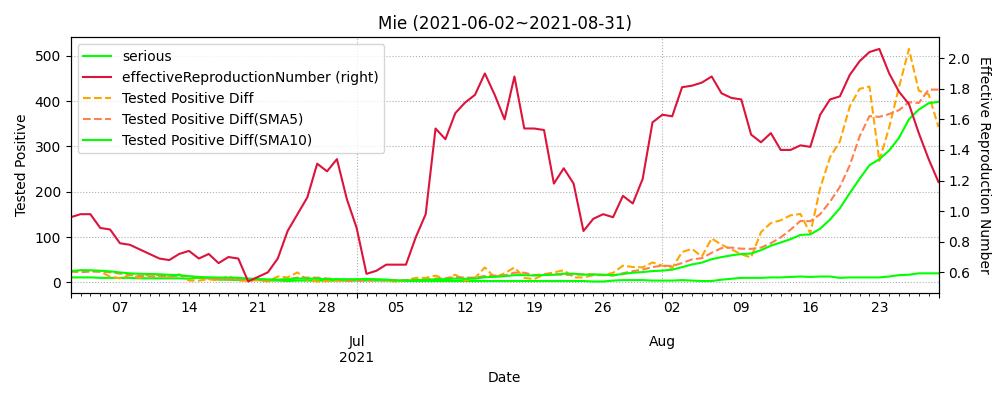 Mie (2021-06-02~2021-08-31)
serious
effectiveReproductionNumber (right)
Tested Positive Diff
Tested Positive Diff(SMA5)
Tested Positive Diff(SMA10)
Tested Positive
500
400
300
200
100
0
2.0
1.8
1.6
1.4
1.2
1.0
0.8
0.6
Effective Reproduction Number
07 14 21 28 05 12 19 26 02 09 16 23
Jul Aug
2021
Date